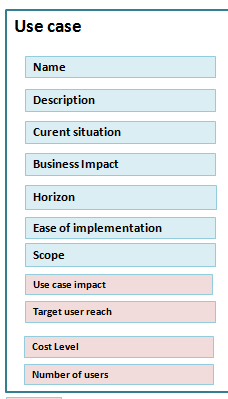 Use case
Name
Description
Curent situation
Business Impact
Horizon
Ease of implementation
Scope
Use case impact
Target user reach
Cost Level
Number of users